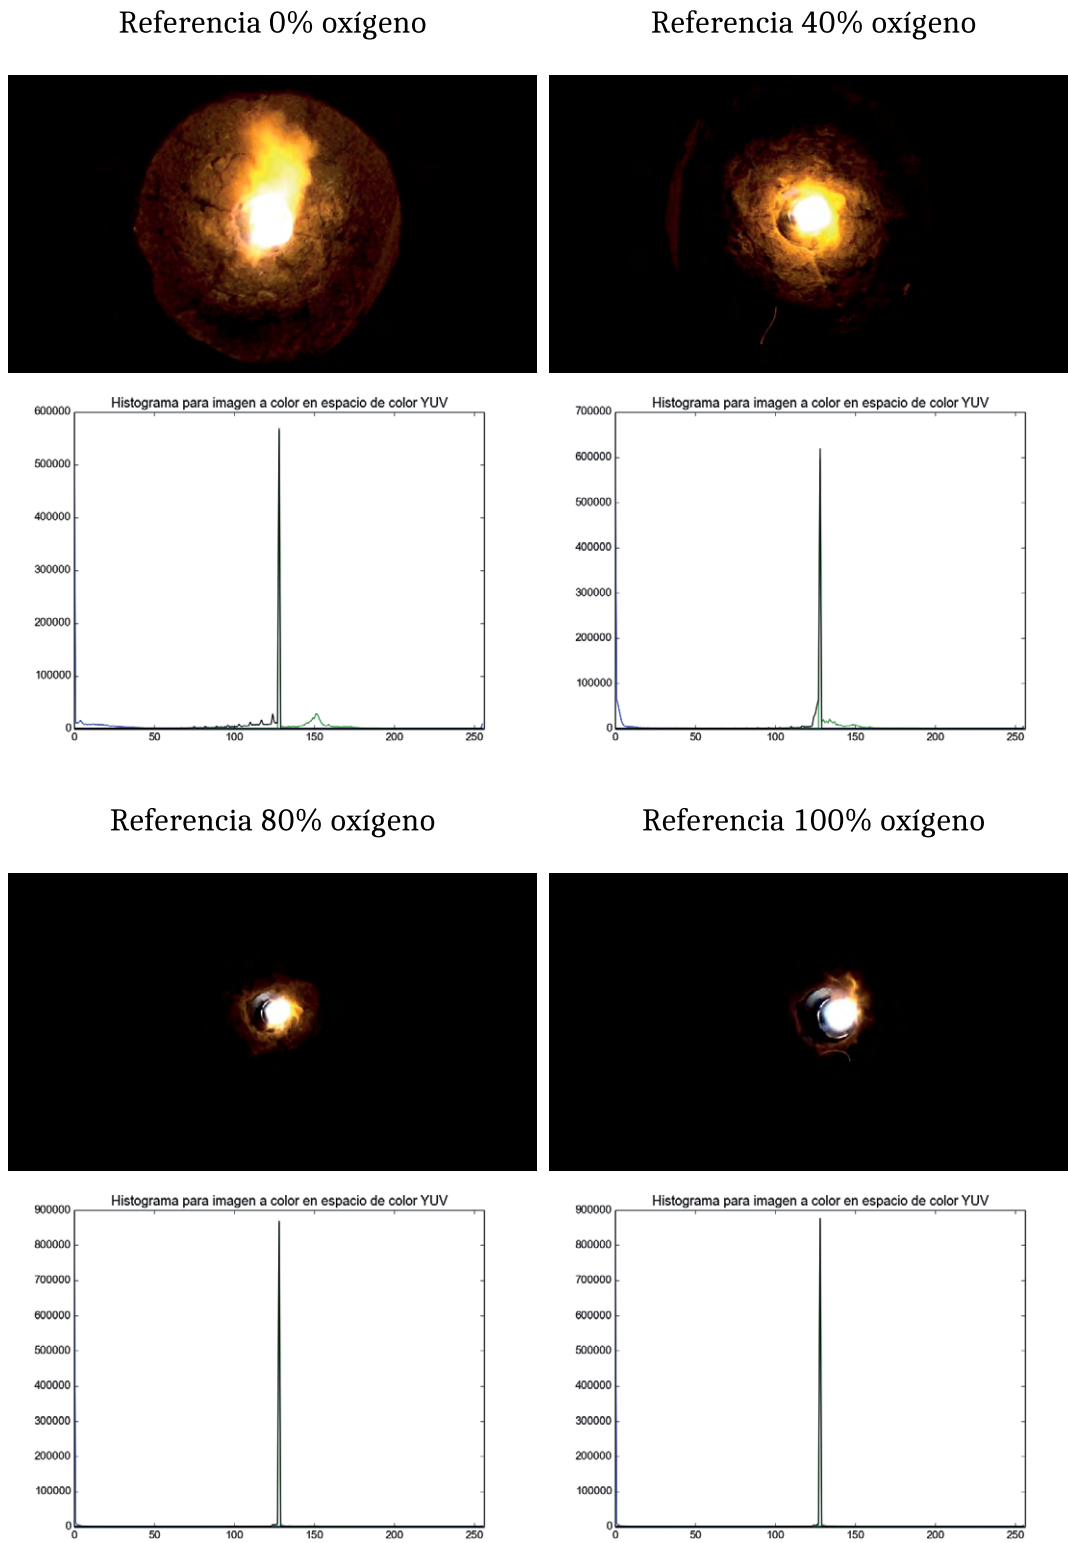 Referencia 0% oxígeno
Referencia 40% oxígeno
Histograma para imagen a color en espacio de color YUV
600000
500000
400000
300000
200000
100000
0
0 50 100 150 200 250
Histograma para imagen a color en espacio de color YUV
700000
600000
500000
400000
300000
200000
100000
0
0 50 100 150 200 250
Referencia 80% oxígeno
Referencia 100% oxígeno
Histograma para imagen a color en espacio de color YUV
900000
800000
700000
600000
500000
400000
300000
200000
100000
0
0 50 100 150 200 250
Histograma para imagen a color en espacio de color YUV
900000
800000
700000
600000
500000
400000
300000
200000
100000
0
0 50 100 150 200 250